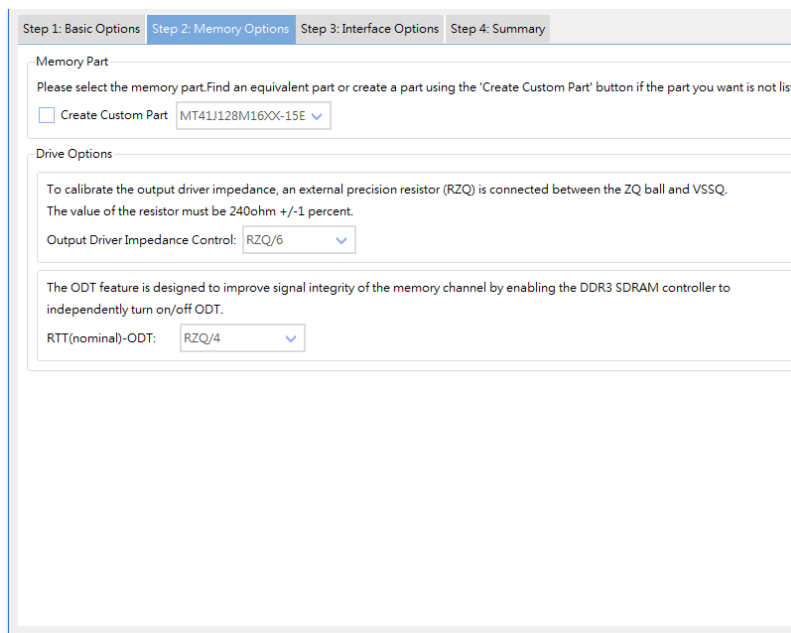 Step 1: Basic Options Step 2: Memory Options Step 3: Interface Options Step 4: Summary
Memory Part
Please select the memory part.Find an equivalent part or create a part using the 'Create Custom Part' button if the part you want is not lis
Create Custom Part MT41J128M16XX-15E
Drive Options
To calibrate the output driver impedance, an external precision resistor (RZQ) is connected between the ZQ ball and VSSQ.
The value of the resistor must be 240ohm +/-1 percent.
Output Driver Impedance Control: RZQ/6
The ODT feature is designed to improve signal integrity of the memory channel by enabling the DDR3 SDRAM controller to
independently turn on/off ODT.
RTT(nominal)-ODT: RZQ/4